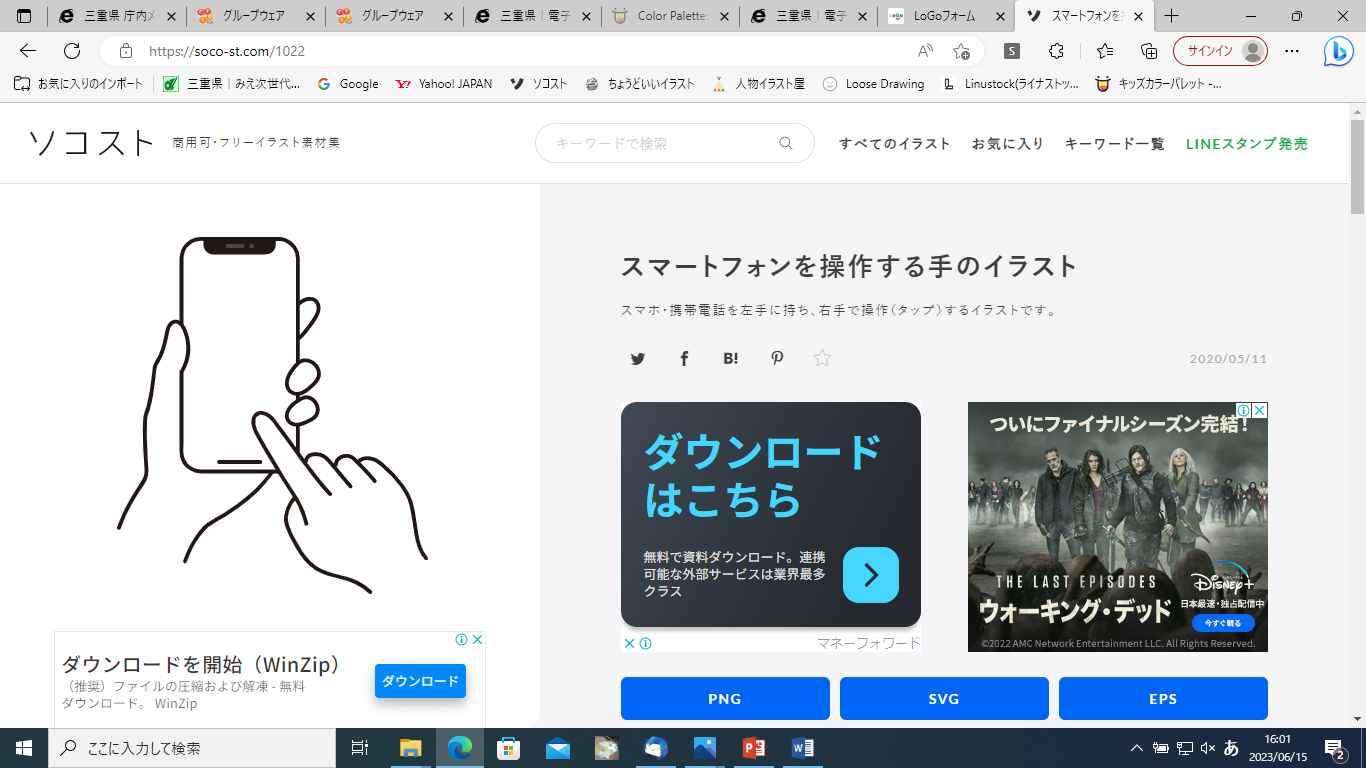 三重県 庁内メ
グループウェア
グループウェア
三重県｜電子
Color Palette:
三重県｜電子
LoGoフォーム
スマートフォンを
https://soco-st.com/1022
サインイン
お気に入りのインポート
三重県｜みえ次世代...
Google
Yahoo! JAPAN
ソコスト
ちょうどいいイラスト
人物イラスト屋
Loose Drawing
Linustock(ライナストッ...
キッズカラーパレット -...
ソコスト
商用可・フリーイラスト素材集
キーワードで検索
すべてのイラスト
お気に入り
キーワード一覧
LINEスタンプ発売
スマートフォンを操作する手のイラスト
スマホ・携帯電話を左手に持ち、右手で操作（タップ）するイラストです。
B!
2020/05/11
ダウンロード
はこちら
無料で資料ダウンロード。連携
可能な外部サービスは業界最多
クラス
マネーフォワード
ついにファイナルシーズン完結！
THE LAST EPISODES
ウォーキング・デッド
Disney+
日本最速・独占配信中
今すぐ観る
©2022 AMC Network Entertainment LLC. All Rights Reserved.
ダウンロードを開始（WinZip）
（推奨）ファイルの圧縮および解凍 - 無料
ダウンロード。 WinZip
ダウンロード
PNG
SVG
EPS
ここに入力して検索
あ
16:01
2023/06/15
2